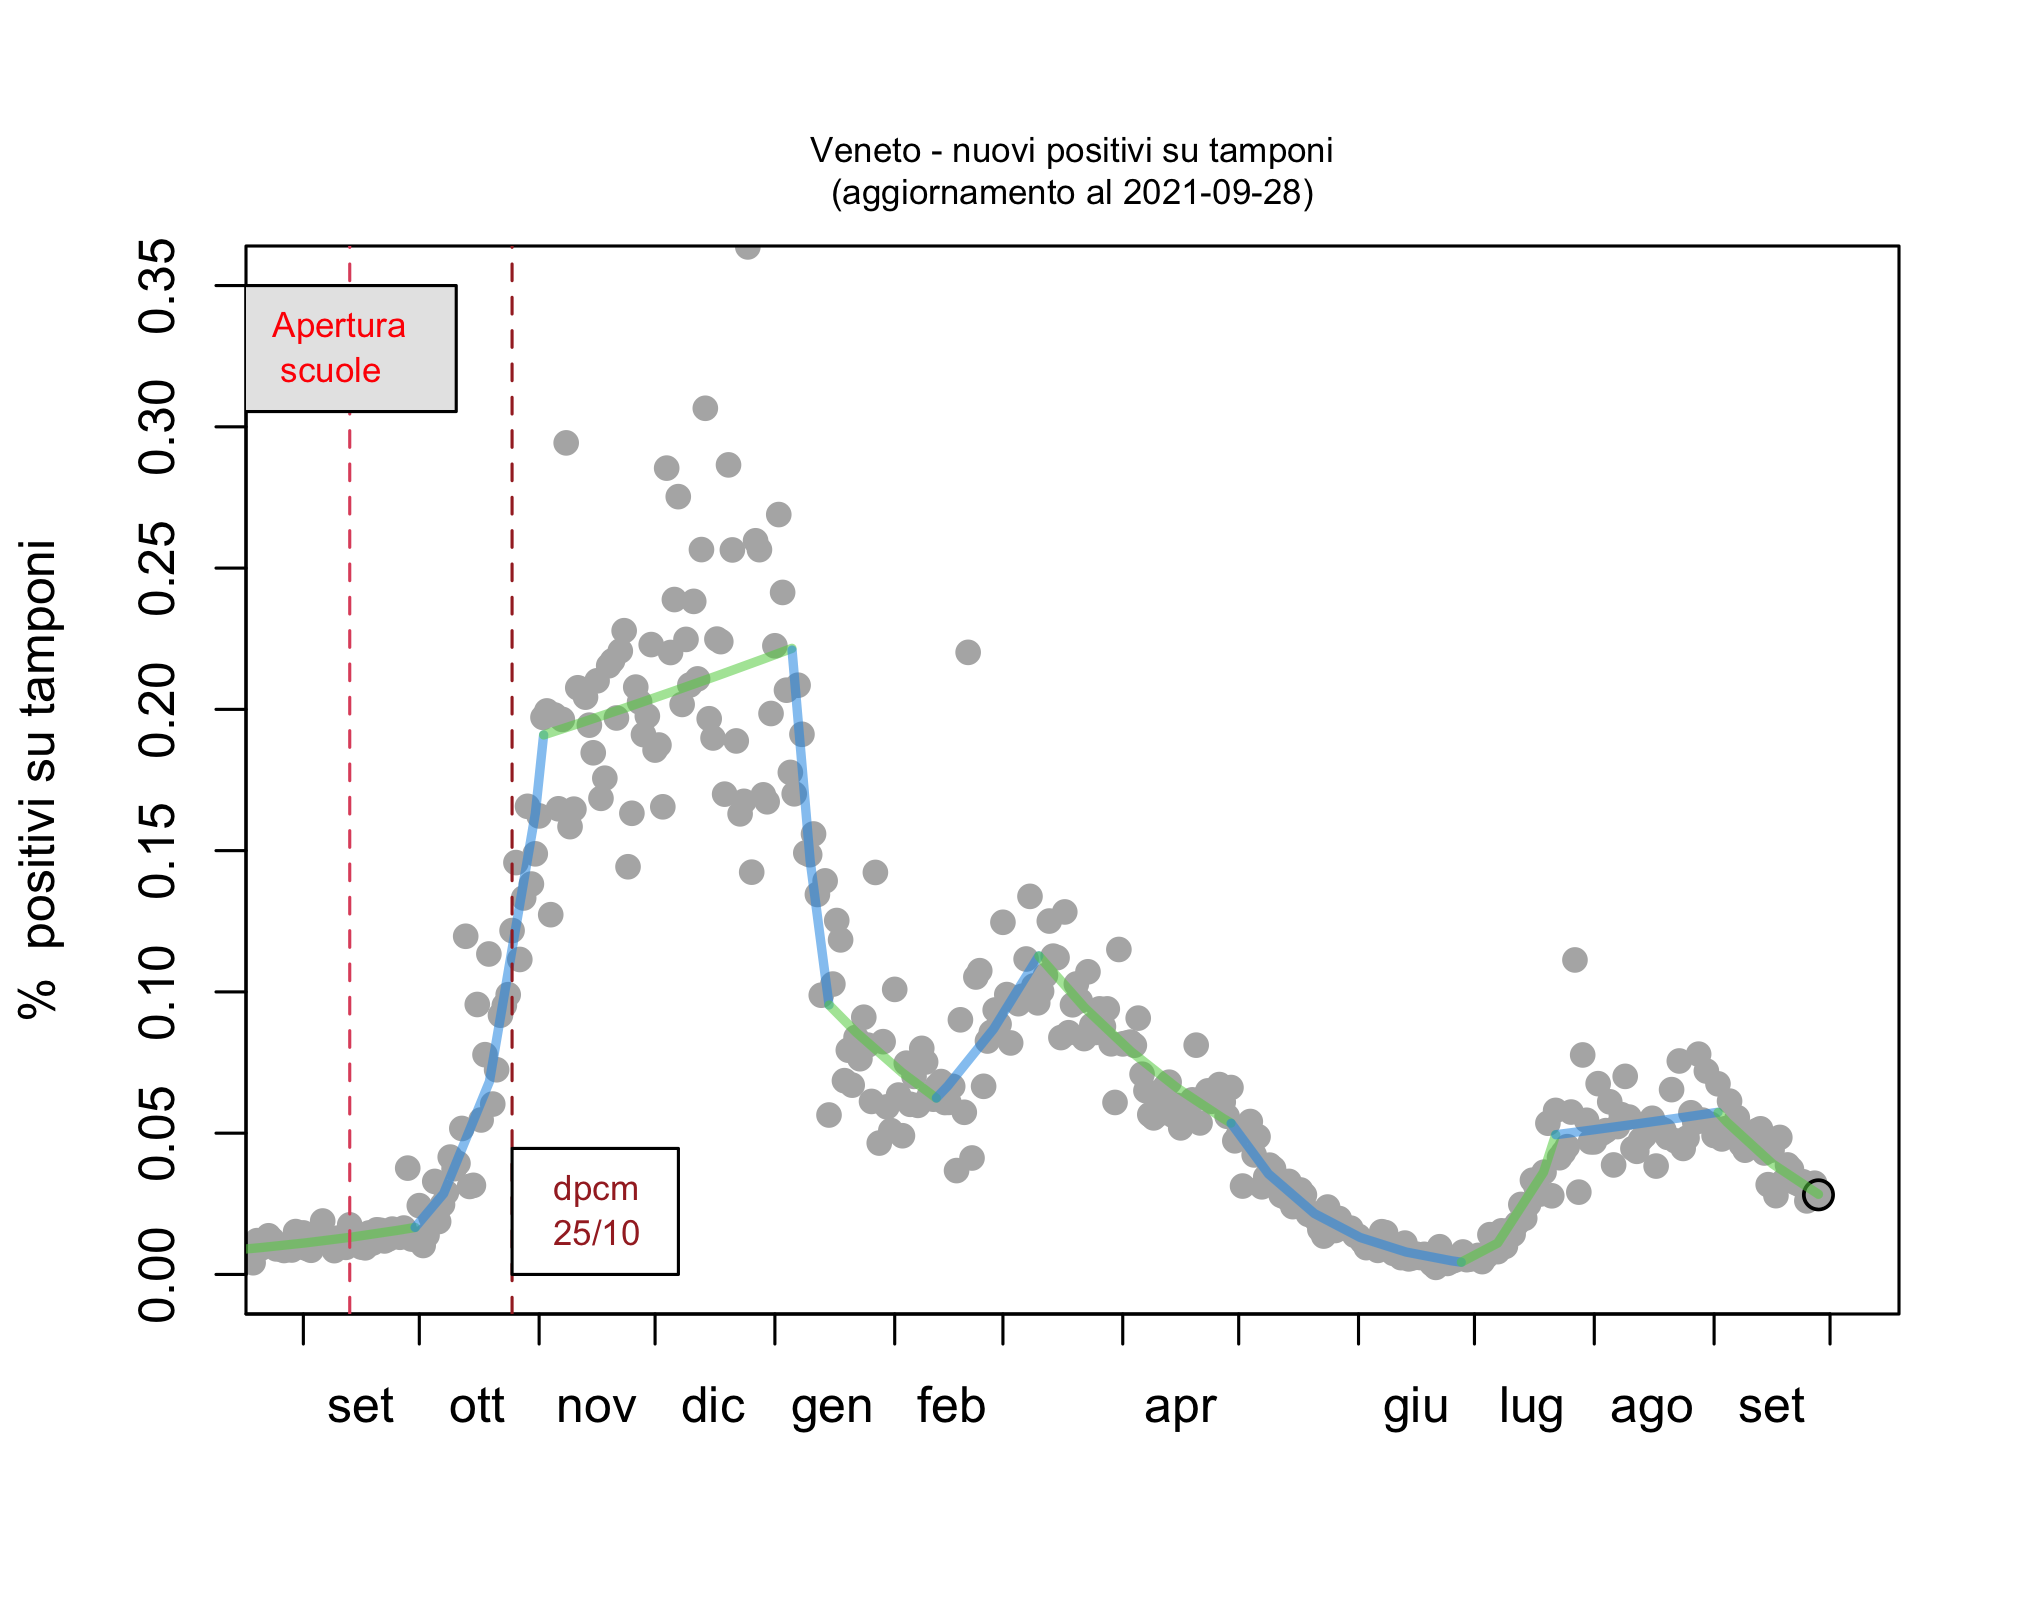 Veneto - nuovi positivi su tamponi
(aggiornamento al 2021-09-28)
% positivi su tamponi
0.35
0.30
0.25
0.20
0.15
0.10
0.05
0.00
Apertura
scuole
dpcm
25/10
set ott nov dic gen feb apr giu lug ago set